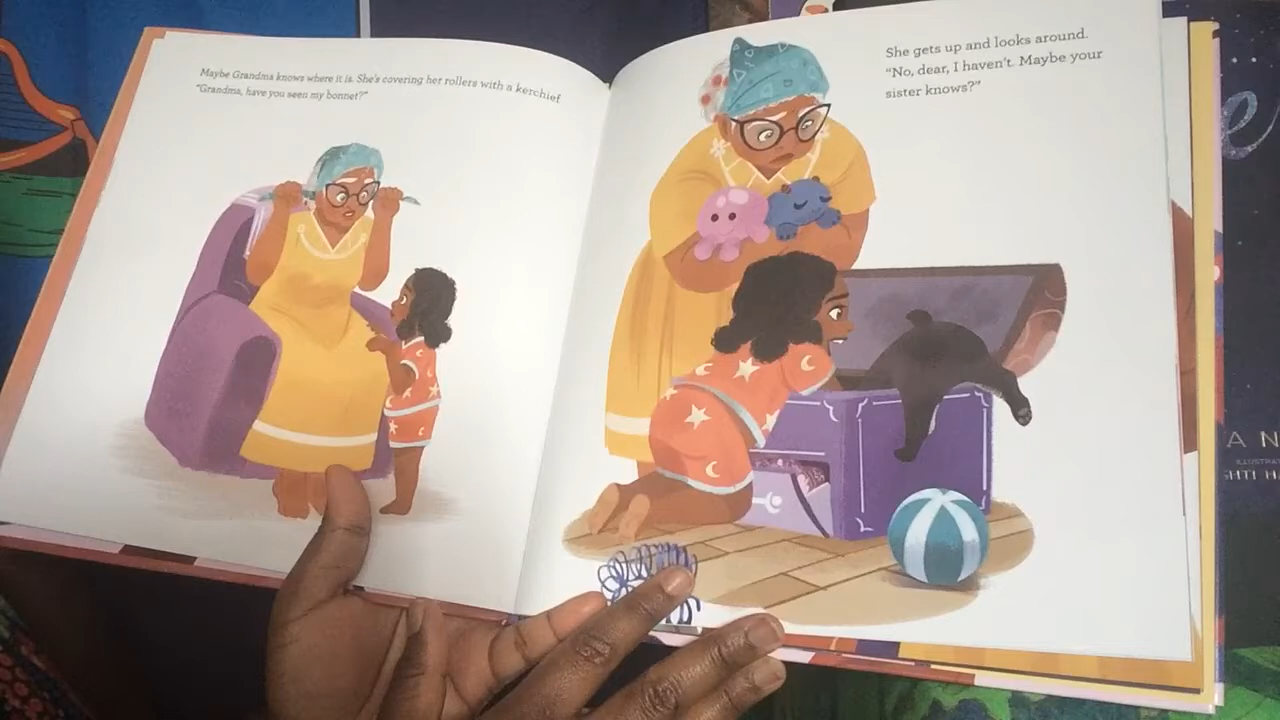 Maybe Grandma knows where it is. She's covering her rollers with a kerchief
"Grandma, have you seen my bonnet?"
She gets up and looks around.
"No, dear, I haven't. Maybe your
sister knows?"